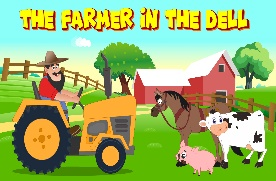 THE FARMER IN THE DELL